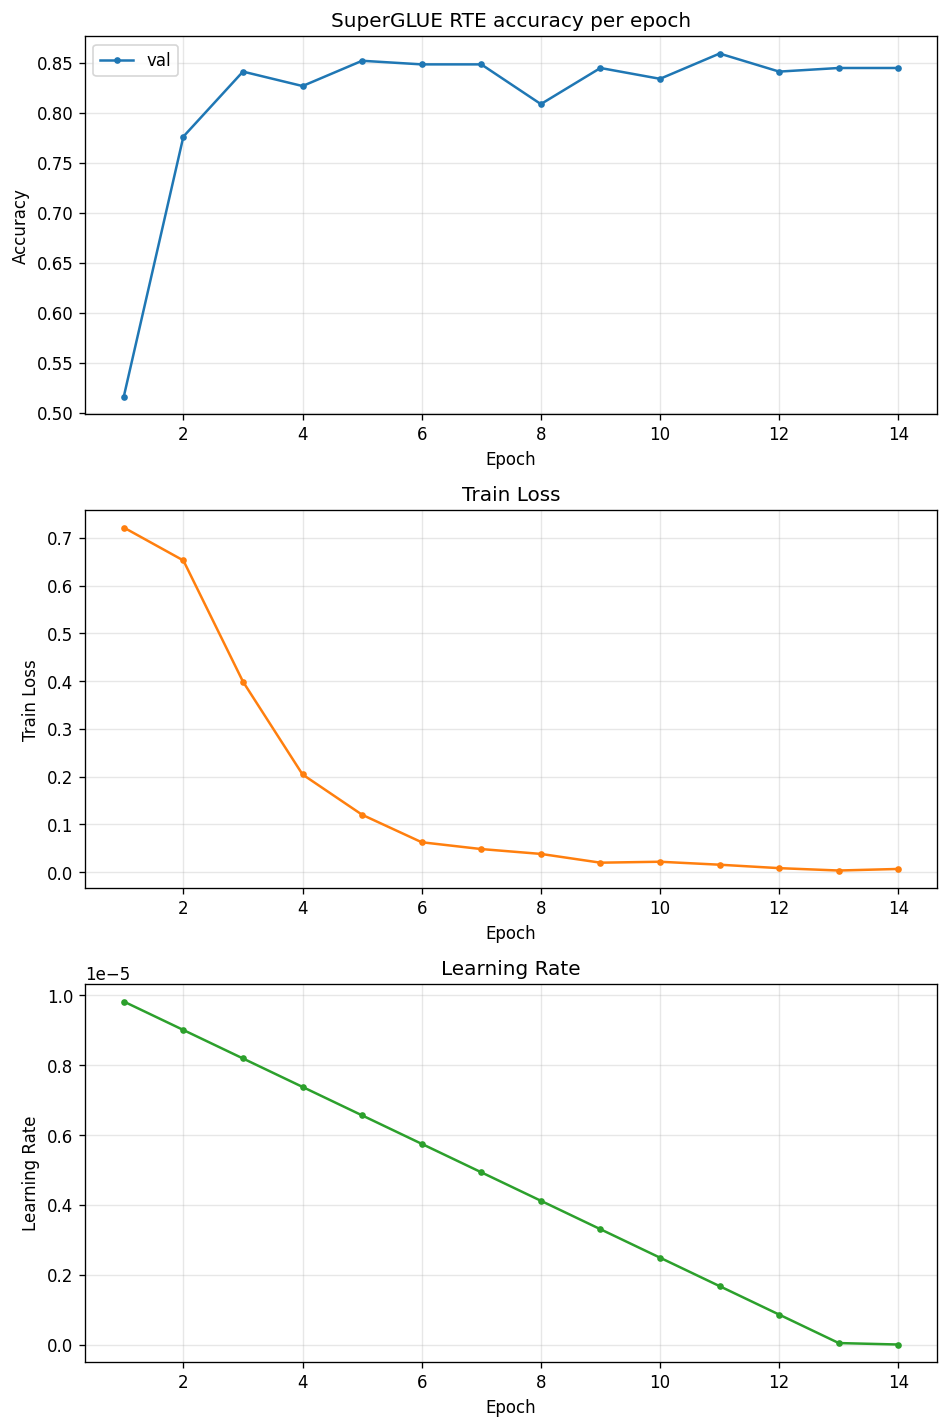 SuperGLUE RTE accuracy per epoch
val
0.85
0.80
0.75
0.70
0.65
0.60
0.55
0.50
Accuracy
2 4 6 8 10 12 14
Epoch
Train Loss
0.7
0.6
0.5
0.4
0.3
0.2
0.1
0.0
Train Loss
2 4 6 8 10 12 14
Epoch
Learning Rate
1e−5
1.0
0.8
0.6
0.4
0.2
0.0
Learning Rate
2 4 6 8 10 12 14
Epoch